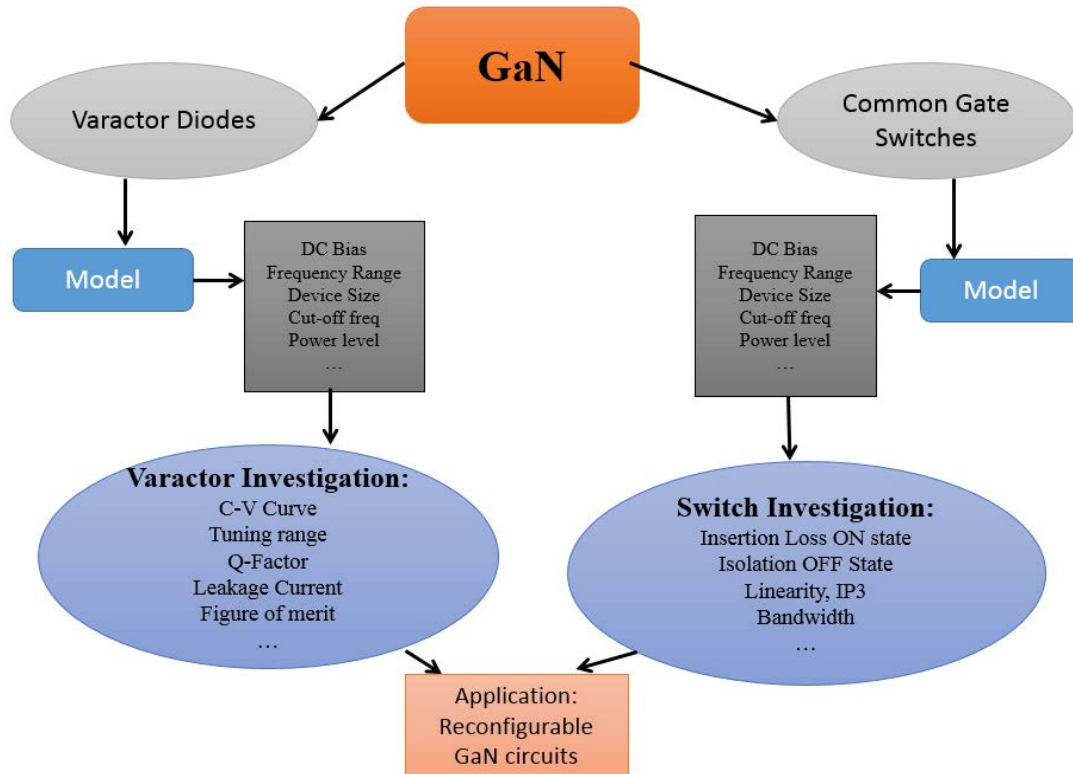 GaN
Varactor Diodes
Common Gate
Switches
Model
DC Bias
Frequency Range
Device Size
Cut-off freq
Power level
…
DC Bias
Frequency Range
Device Size
Cut-off freq
Power level
…
Model
Varactor Investigation:
C-V Curve
Tuning range
Q-Factor
Leakage Current
Figure of merit
…
Switch Investigation:
Insertion Loss ON state
Isolation OFF State
Linearity, IP3
Bandwidth
…
Application:
Reconfigurable
GaN circuits